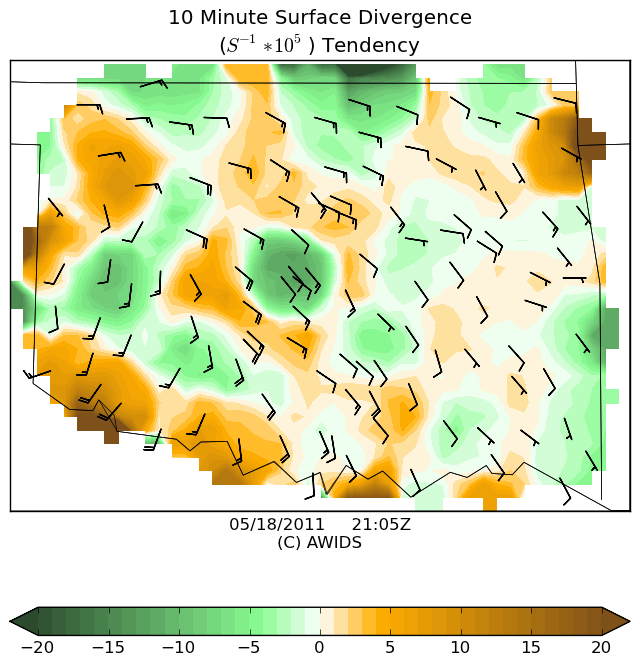 10 Minute Surface Divergence
(S⁻¹ * 10⁵ ) Tendency
05/18/2011 21:05Z
(C) AWIDS
−20 −15 −10 −5 0 5 10 15 20